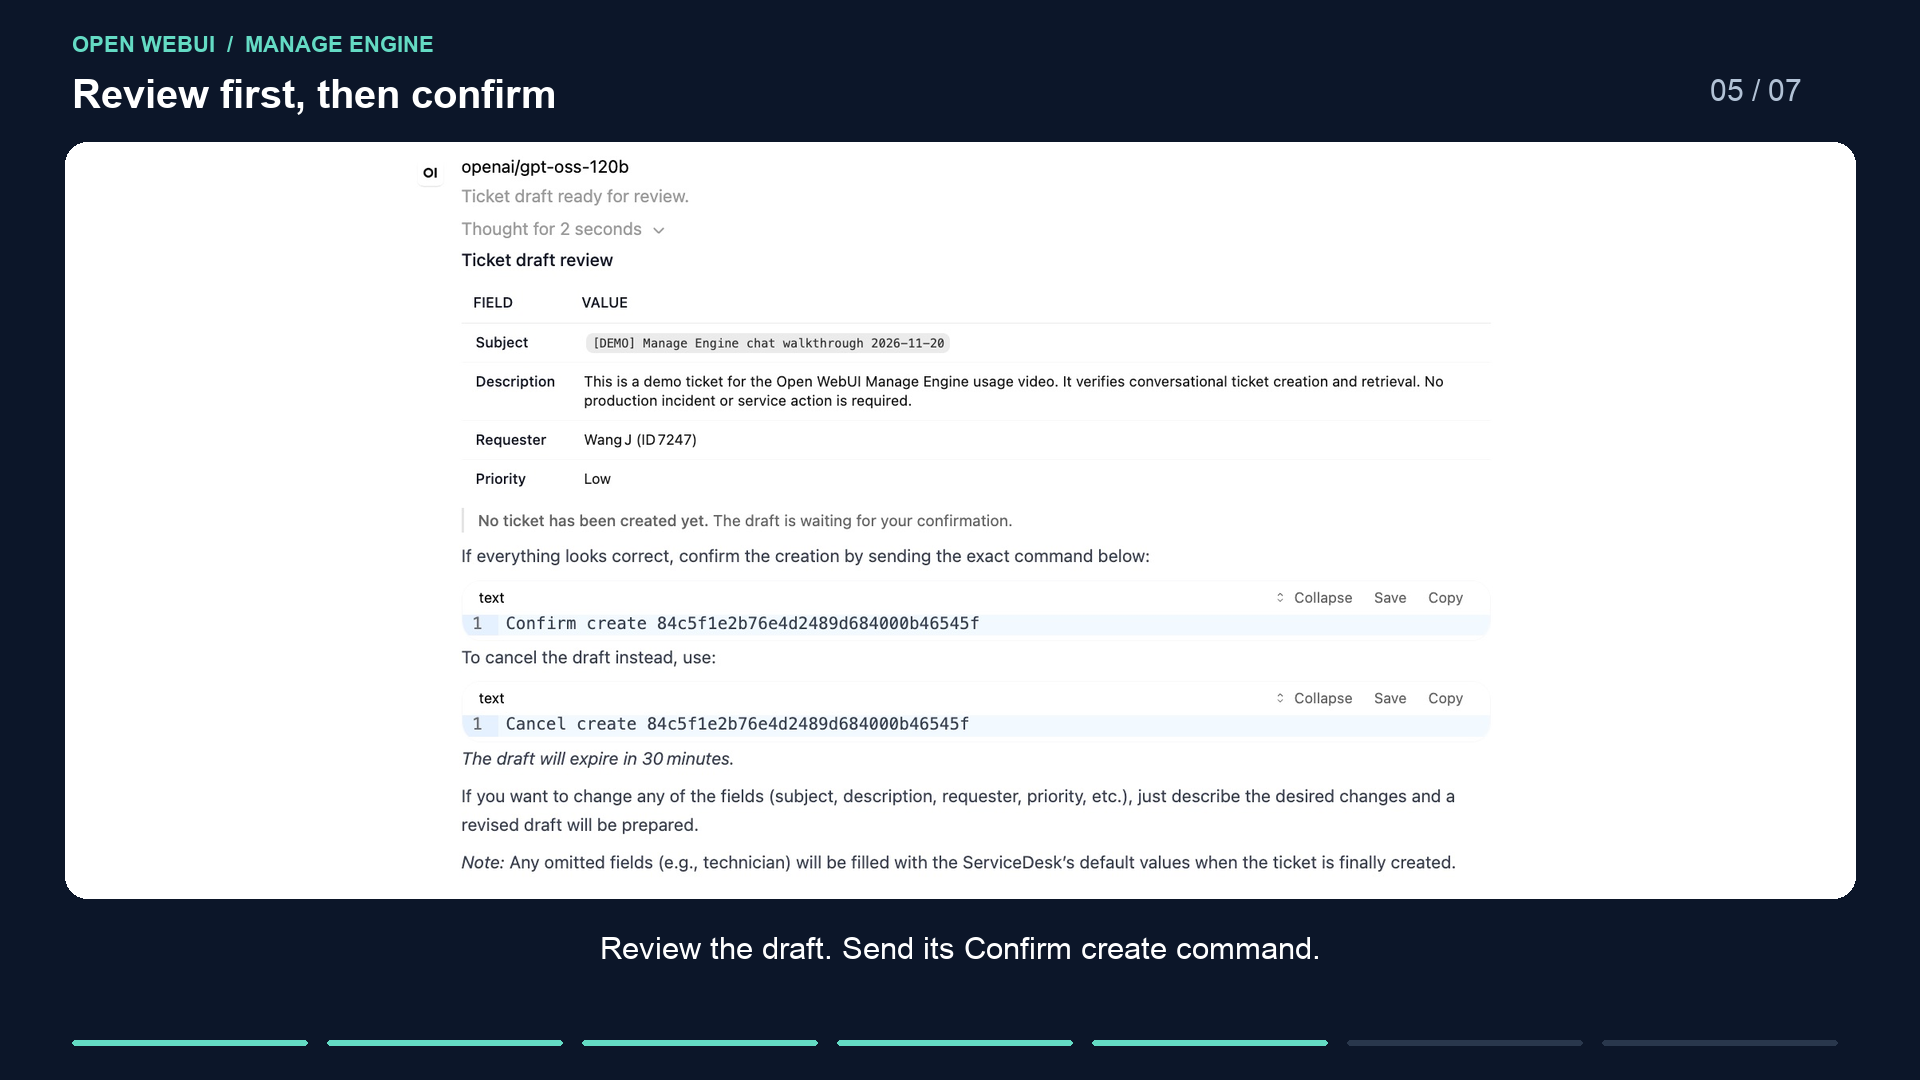 OPEN WEBUI / MANAGE ENGINE
Review first, then confirm
05 / 07
OI
openai/gpt-oss-120b
Ticket draft ready for review.
Thought for 2 seconds
Ticket draft review
FIELD VALUE
Subject [DEMO] Manage Engine chat walkthrough 2026-11-20
Description This is a demo ticket for the Open WebUI Manage Engine usage video. It verifies conversational ticket creation and retrieval. No
production incident or service action is required.
Requester Wang J (ID 7247)
Priority Low
No ticket has been created yet. The draft is waiting for your confirmation.
If everything looks correct, confirm the creation by sending the exact command below:
text Collapse Save Copy
1 Confirm create 84c5f1e2b76e4d2489d684000b46545f
To cancel the draft instead, use:
text Collapse Save Copy
1 Cancel create 84c5f1e2b76e4d2489d684000b46545f
The draft will expire in 30 minutes.
If you want to change any of the fields (subject, description, requester, priority, etc.), just describe the desired changes and a
revised draft will be prepared.
Note: Any omitted fields (e.g., technician) will be filled with the ServiceDesk's default values when the ticket is finally created.
Review the draft. Send its Confirm create command.